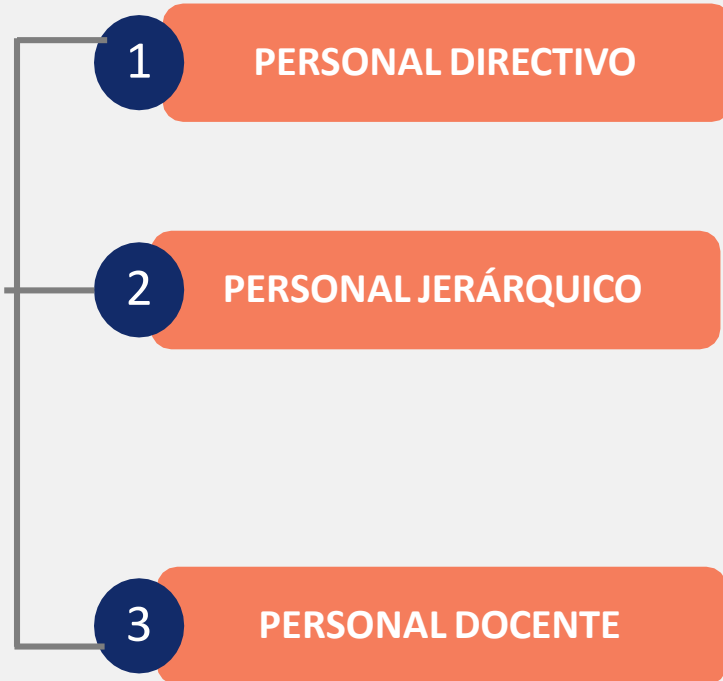 1
PERSONAL DIRECTIVO
2
PERSONAL JERÁRQUICO
3
PERSONAL DOCENTE